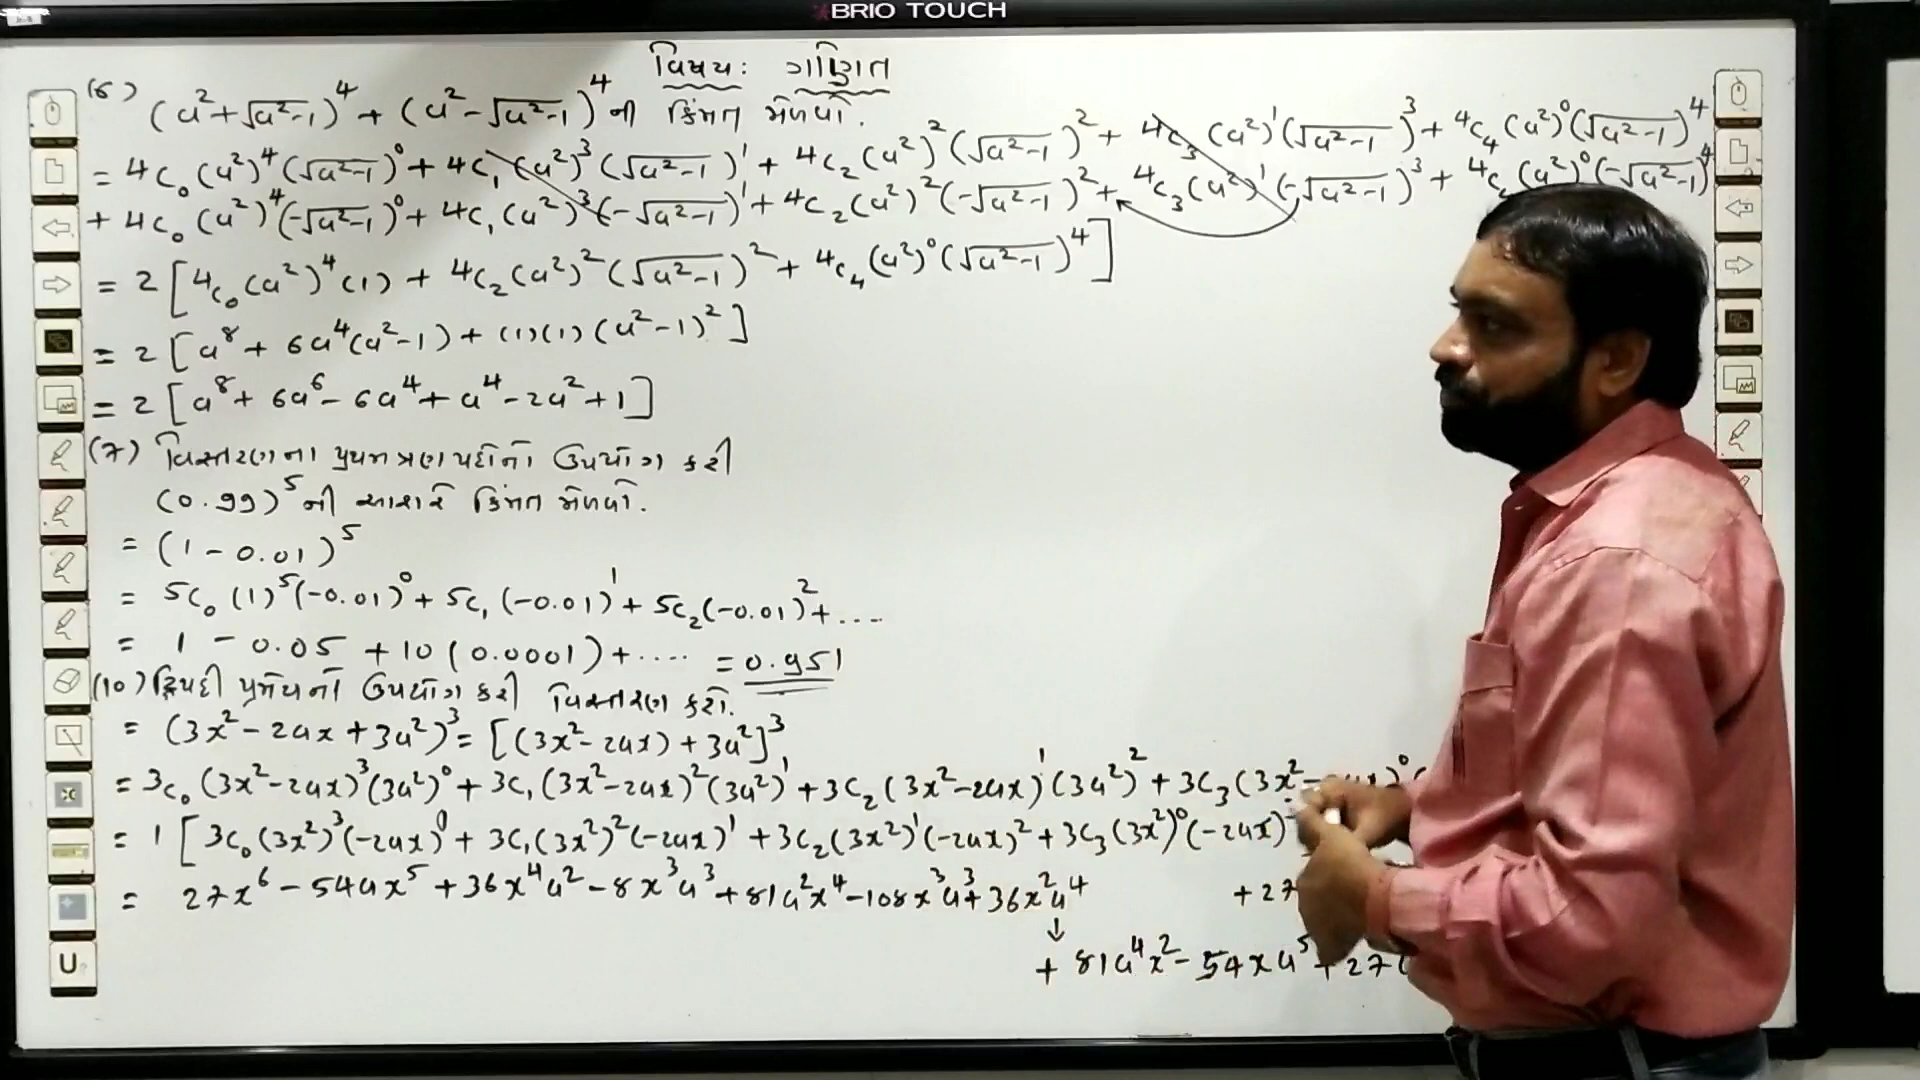 BRIO TOUCH
વિષય: ગણિત
(6) (a²+√a²-1)⁴ + (a²-√a²-1)⁴ ની કિંમત મેળવો.
= 4c₀(a²)⁴(√a²-1)⁰ + 4c₁(a²)³(√a²-1)¹ + 4c₂(a²)²(√a²-1)² + 4c₃(a²)¹(√a²-1)³ + 4c₄(a²)⁰(√a²-1)⁴
+ 4c₀(a²)⁴(-√a²-1)⁰ + 4c₁(a²)³(-√a²-1)¹ + 4c₂(a²)²(-√a²-1)² + 4c₃(a²)¹(-√a²-1)³ + 4c₄(a²)⁰(-√a²-1)⁴
= 2[4c₀(a²)⁴(1) + 4c₂(a²)²(√a²-1)² + 4c₄(a²)⁰(√a²-1)⁴]
= 2[a⁸ + 6a⁴(a²-1) + (1)(1)(a²-1)²]
= 2[a⁸ + 6a⁶ - 6a⁴ + a⁴ - 2a² + 1]
(7) વિસ્તરણના પ્રથમ ત્રણ પદોનો ઉપયોગ કરી
(0.99)⁵ ની આશરે કિંમત મેળવો.
= (1 - 0.01)⁵
= 5c₀(1)⁵(-0.01)⁰ + 5c₁(-0.01)¹ + 5c₂(-0.01)² + ....
= 1 - 0.05 + 10(0.0001) + .... = 0.951
(10) દ્વિપદી પ્રમેયનો ઉપયોગ કરી વિસ્તરણ કરો.
= (3x²-2ax+3a²)³ = [(3x²-2ax)+3a²]³
= 3c₀(3x²-2ax)³(3a²)⁰ + 3c₁(3x²-2ax)²(3a²)¹ + 3c₂(3x²-2ax)¹(3a²)² + 3c₃(3x²-2ax)⁰(
= 1[3c₀(3x²)³(-2ax)⁰ + 3c₁(3x²)²(-2ax)¹ + 3c₂(3x²)¹(-2ax)² + 3c₃(3x²)⁰(-2ax)
= 27x⁶ - 54ax⁵ + 36x⁴a² - 8x³a³ + 81a²x⁴ - 108x³a³ + 36x²a⁴ + 27
↓
+ 81a⁴x² - 54xa⁵ + 27(
U